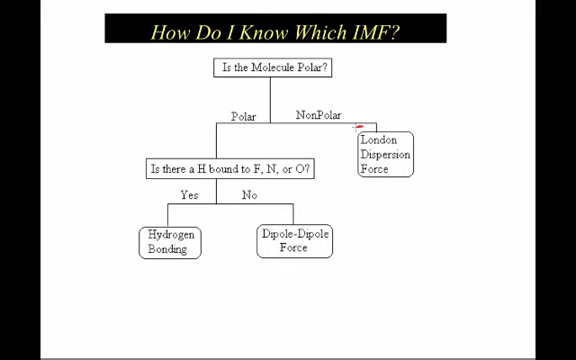 How Do I Know Which IMF?
Is the Molecule Polar?
Polar
NonPolar
London
Dispersion
Force
Is there a H bound to F, N, or O?
Yes
No
Hydrogen
Bonding
Dipole-Dipole
Force